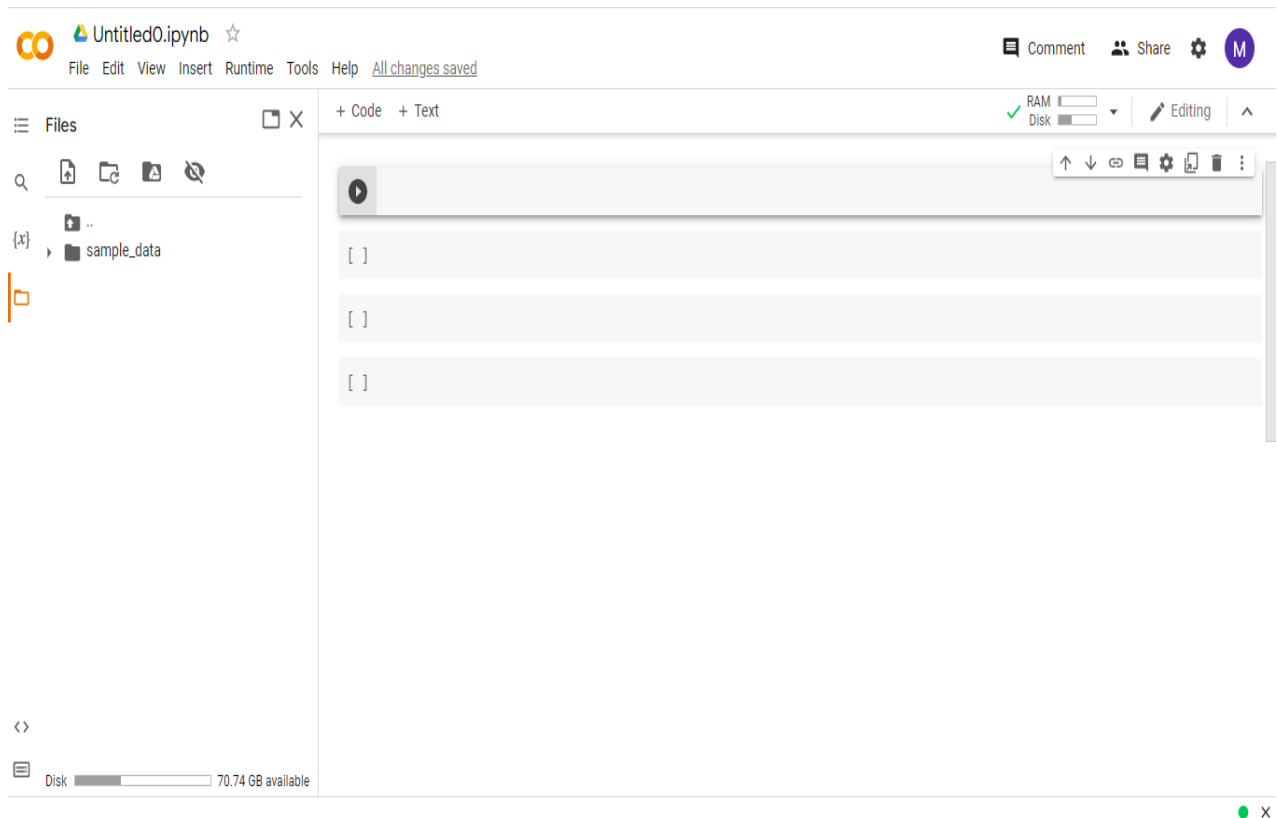 CO Untitled0.ipynb
File Edit View Insert Runtime Tools Help All changes saved
Comment Share M
Files
+ Code + Text
RAM
Disk
Editing
{x}
..
sample_data
[ ]
[ ]
[ ]
<>
Disk 70.74 GB available
X